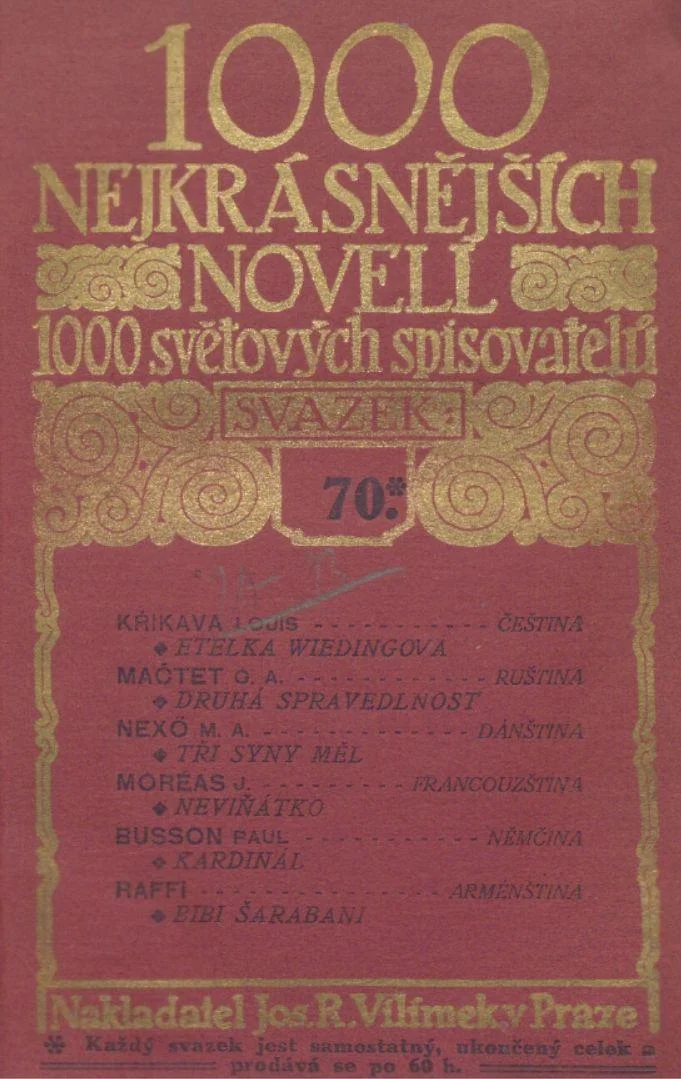 1000
NEJKRÁSNĚJŠÍCH
NOVELL
1000 světových spisovatelů
SVAZEK:
70.*
KŘIKAVA LOUIS - - - - - - - - - - - ČEŠTINA
◆ ETELKA WIEDINGOVA
MAČTET G. A. - - - - - - - - - - - - RUŠTINA
◆ DRUHÁ SPRAVEDLNOST
NEXÖ M. A. - - - - - - - - - - - - - DÁNŠTINA
◆ TŘI SYNY MĚL
MORÉAS J. - - - - - - - - - FRANCOUZŠTINA
◆ NEVIŇÁTKO
BUSSON PAUL - - - - - - - - - - - NĚMČINA
◆ KARDINÁL
RAFFI - - - - - - - - - - - - - - - - ARMÉNŠTINA
◆ BIBI ŠARABANI
Nakladatel Jos. R. Vilímek v Praze
* Každý svazek jest samostatný, ukončený celek a
prodává se po 60 h.